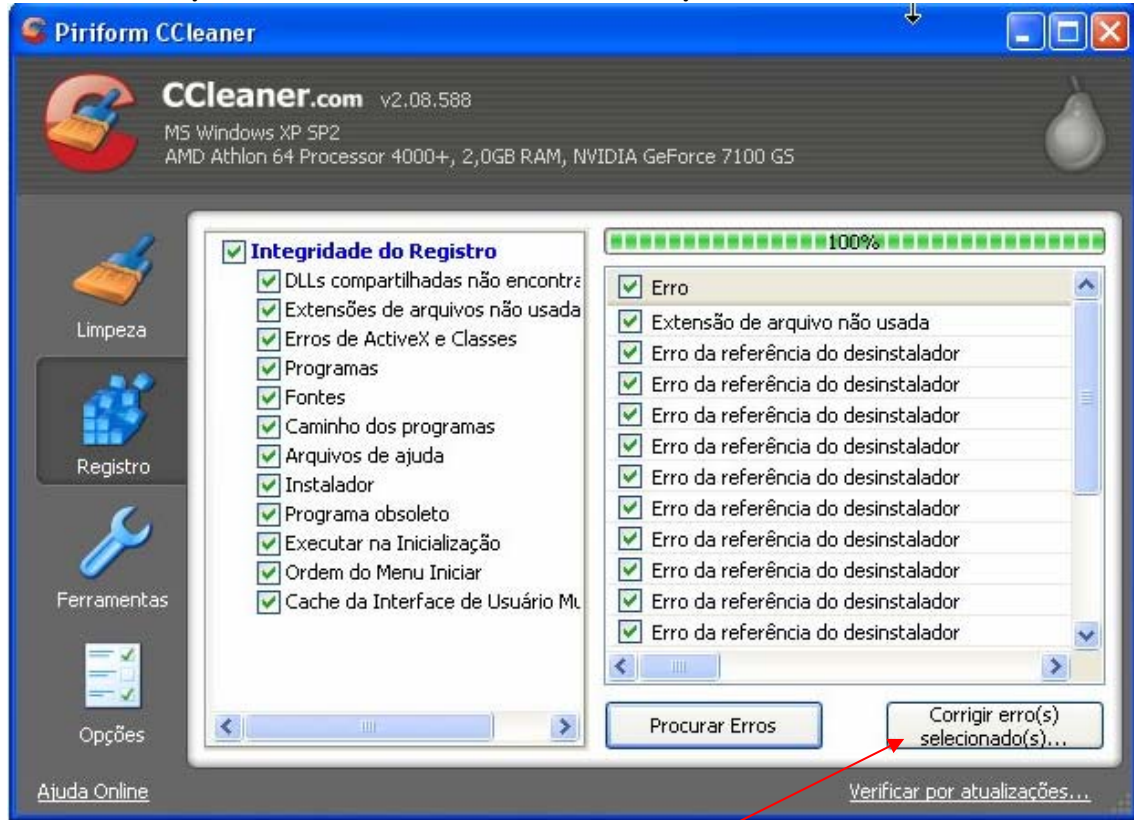 Piriform CCleaner
CCleaner.com v2.08.588
MS Windows XP SP2
AMD Athlon 64 Processor 4000+, 2,0GB RAM, NVIDIA GeForce 7100 GS
Limpeza
Registro
Ferramentas
Opções
Integridade do Registro
DLLs compartilhadas não encontra
Extensões de arquivos não usada
Erros de ActiveX e Classes
Programas
Fontes
Caminho dos programas
Arquivos de ajuda
Instalador
Programa obsoleto
Executar na Inicialização
Ordem do Menu Iniciar
Cache da Interface de Usuário Mu
100%
Erro
Extensão de arquivo não usada
Erro da referência do desinstalador
Erro da referência do desinstalador
Erro da referência do desinstalador
Erro da referência do desinstalador
Erro da referência do desinstalador
Erro da referência do desinstalador
Erro da referência do desinstalador
Erro da referência do desinstalador
Erro da referência do desinstalador
Erro da referência do desinstalador
Procurar Erros
Corrigir erro(s)
selecionado(s)...
Ajuda Online
Verificar por atualizações...